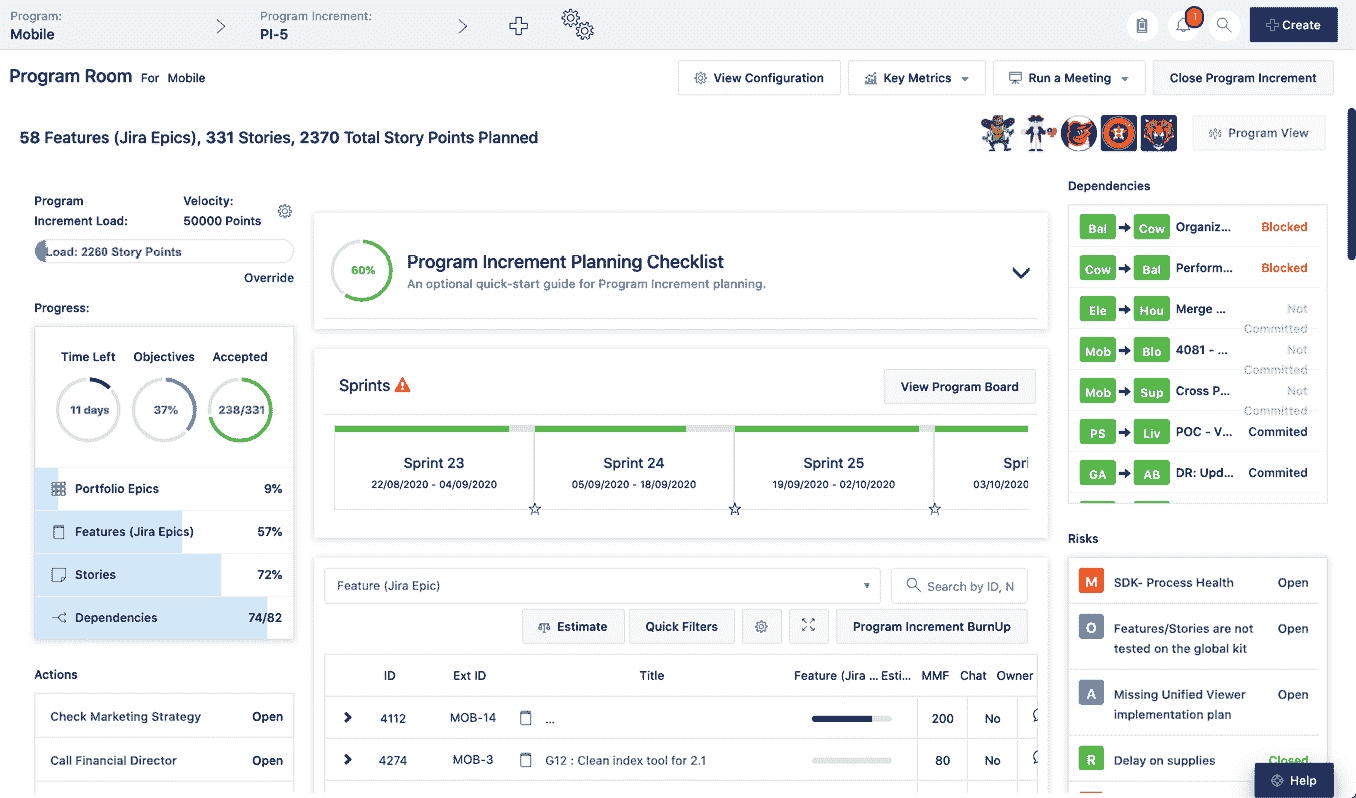 Program:
Mobile
Program Increment:
PI-5
1
Create
Program Room For Mobile
View Configuration
Key Metrics
Run a Meeting
Close Program Increment
58 Features (Jira Epics), 331 Stories, 2370 Total Story Points Planned
Program View
Program
Increment Load:
Velocity:
50000 Points
Load: 2260 Story Points
Override
Progress:
Time Left Objectives Accepted
11 days 37% 238/331
Portfolio Epics 9%
Features (Jira Epics) 57%
Stories 72%
Dependencies 74/82
Actions
Check Marketing Strategy Open
Call Financial Director Open
60%
Program Increment Planning Checklist
An optional quick-start guide for Program Increment planning.
Sprints
View Program Board
Sprint 23
22/08/2020 - 04/09/2020
Sprint 24
05/09/2020 - 18/09/2020
Sprint 25
19/09/2020 - 02/10/2020
Spri
03/10/2020
Feature (Jira Epic)
Search by ID, N
Estimate
Quick Filters
Program Increment BurnUp
ID Ext ID Title Feature (Jira ... Esti... MMF Chat Owner
4112 MOB-14 ... 200 No
4274 MOB-3 G12 : Clean index tool for 2.1 80 No
Dependencies
Bal Cow Organiz... Blocked
Cow Bal Perform... Blocked
Ele Hou Merge ... Not
Committed
Mob Blo 4081 - ... Not
Committed
Mob Sup Cross P... Not
Committed
PS Liv POC - V... Commited
GA AB DR: Upd... Commited
Risks
M SDK- Process Health Open
O Features/Stories are not
tested on the global kit
Open
A Missing Unified Viewer
implementation plan
Open
R Delay on supplies Closed
Help